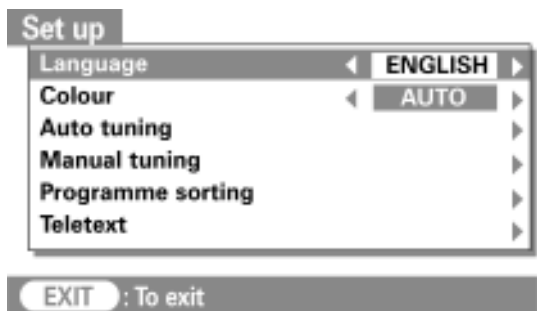 Set up
Language ENGLISH
Colour AUTO
Auto tuning
Manual tuning
Programme sorting
Teletext
EXIT : To exit